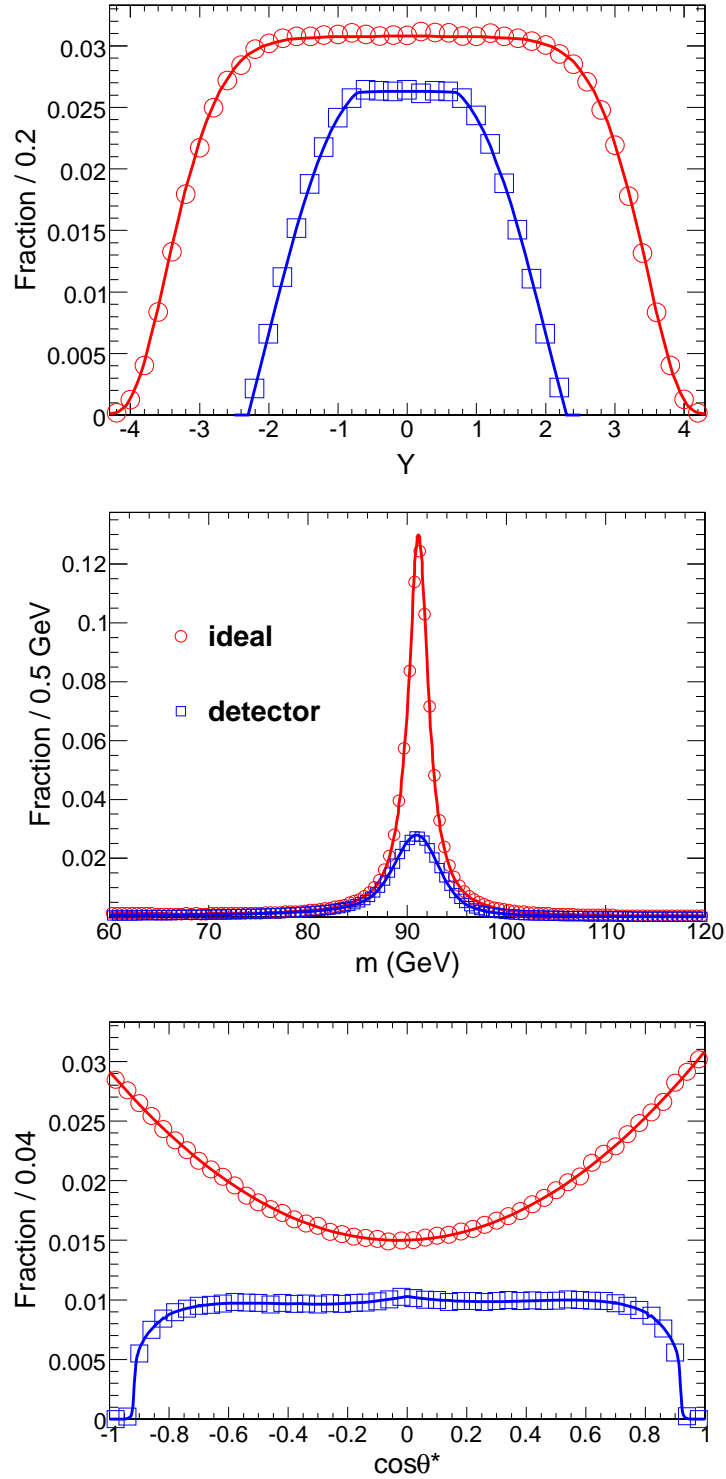 Fraction / 0.2
0.03
0.025
0.02
0.015
0.01
0.005
0
-4 -3 -2 -1 0 1 2 3 4
Y
Fraction / 0.5 GeV
0.12
0.1
0.08
0.06
0.04
0.02
ideal
detector
60 70 80 90 100 110 120
m (GeV)
Fraction / 0.04
0.03
0.025
0.02
0.015
0.01
0.005
0
-1 -0.8 -0.6 -0.4 -0.2 0 0.2 0.4 0.6 0.8 1
cosθ*